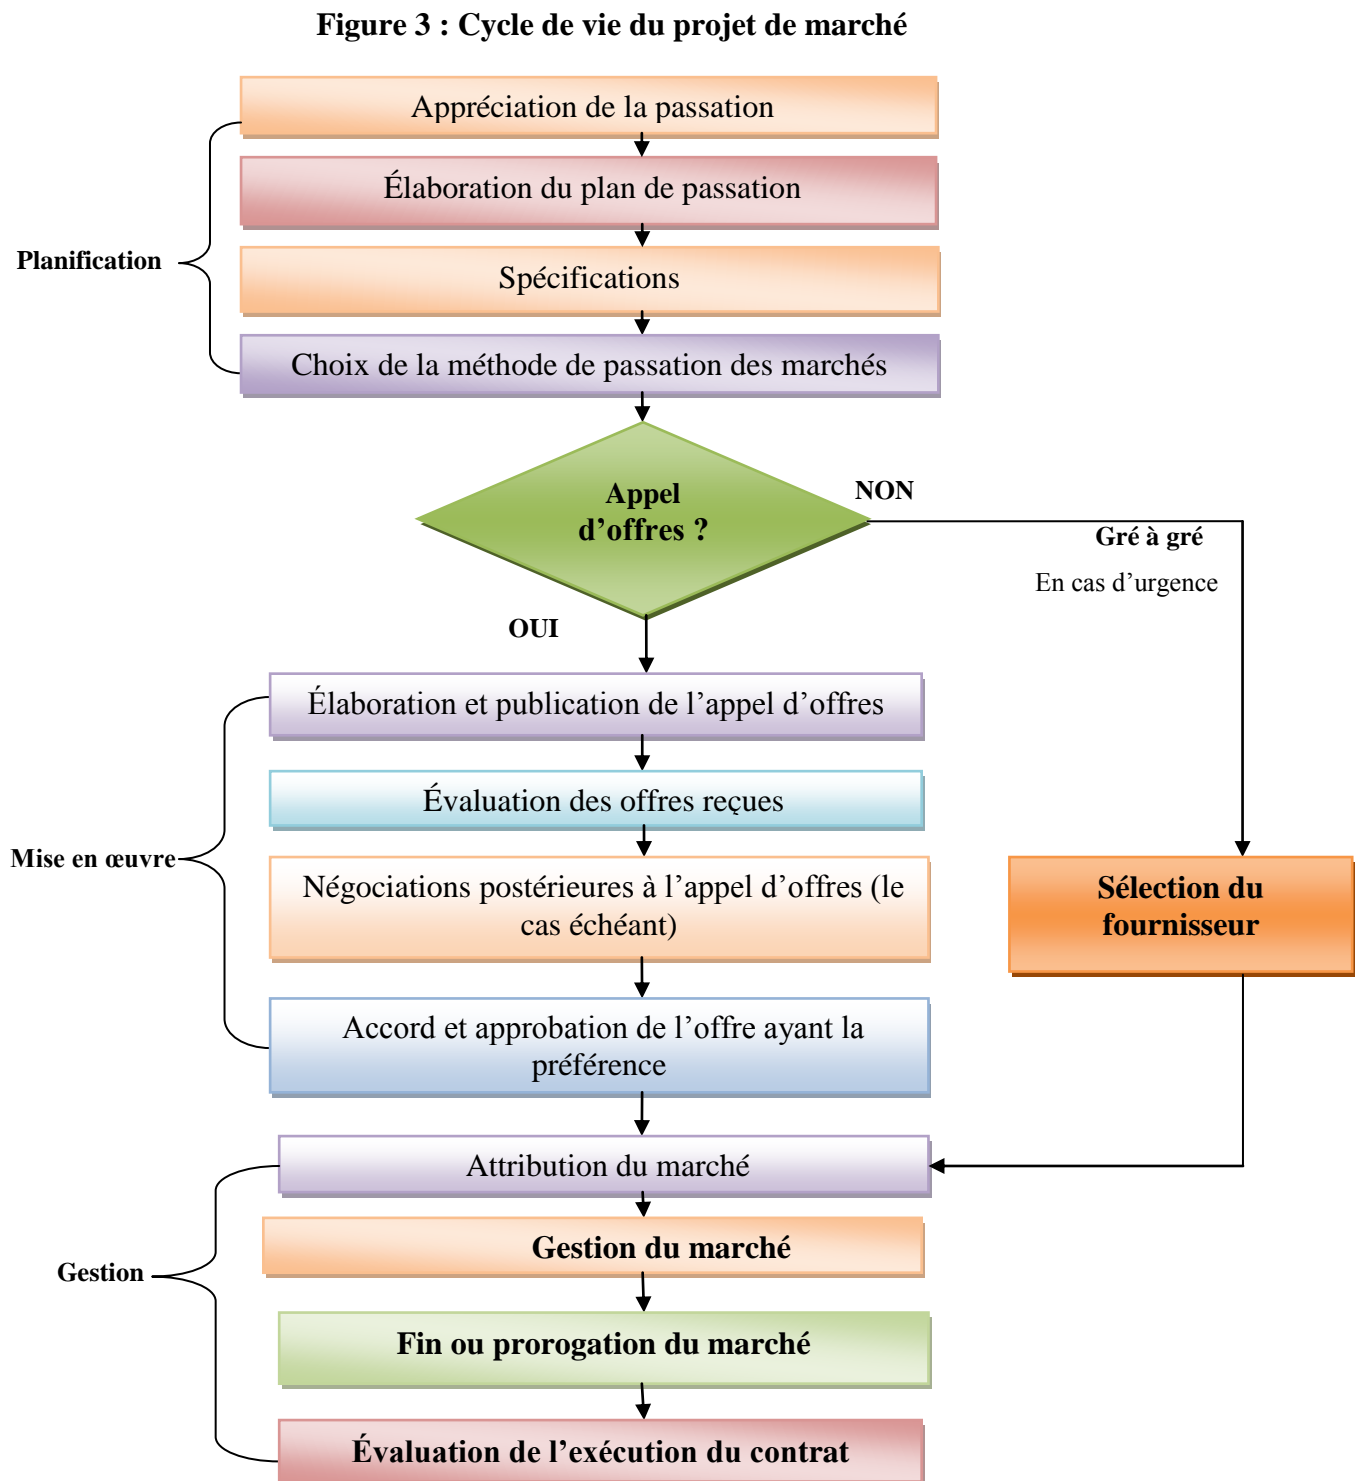 Figure 3 : Cycle de vie du projet de marché
Appréciation de la passation
Élaboration du plan de passation
Planification
Spécifications
Choix de la méthode de passation des marchés
Appel
d’offres ?
NON
Gré à gré
En cas d’urgence
OUI
Élaboration et publication de l’appel d’offres
Évaluation des offres reçues
Mise en œuvre
Négociations postérieures à l’appel d’offres (le
cas échéant)
Sélection du
fournisseur
Accord et approbation de l’offre ayant la
préférence
Attribution du marché
Gestion du marché
Gestion
Fin ou prorogation du marché
Évaluation de l’exécution du contrat